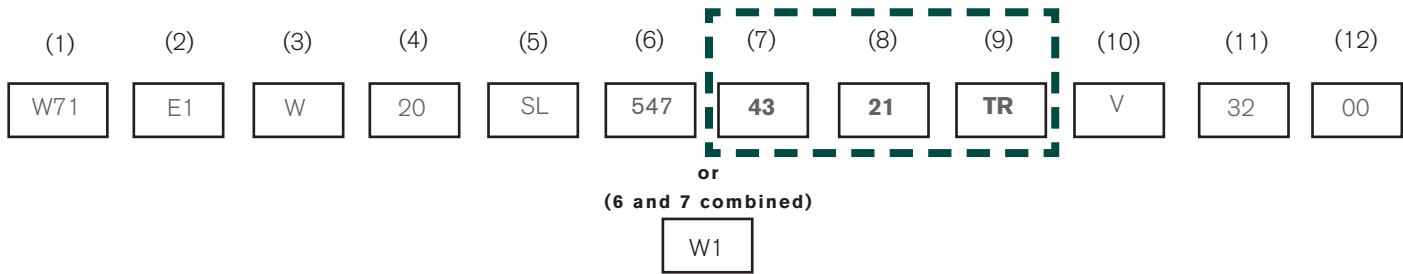 (1) (2) (3) (4) (5) (6) (7) (8) (9) (10) (11) (12)
W71 E1 W 20 SL 547 43 21 TR V 32 00
or
(6 and 7 combined)
W1